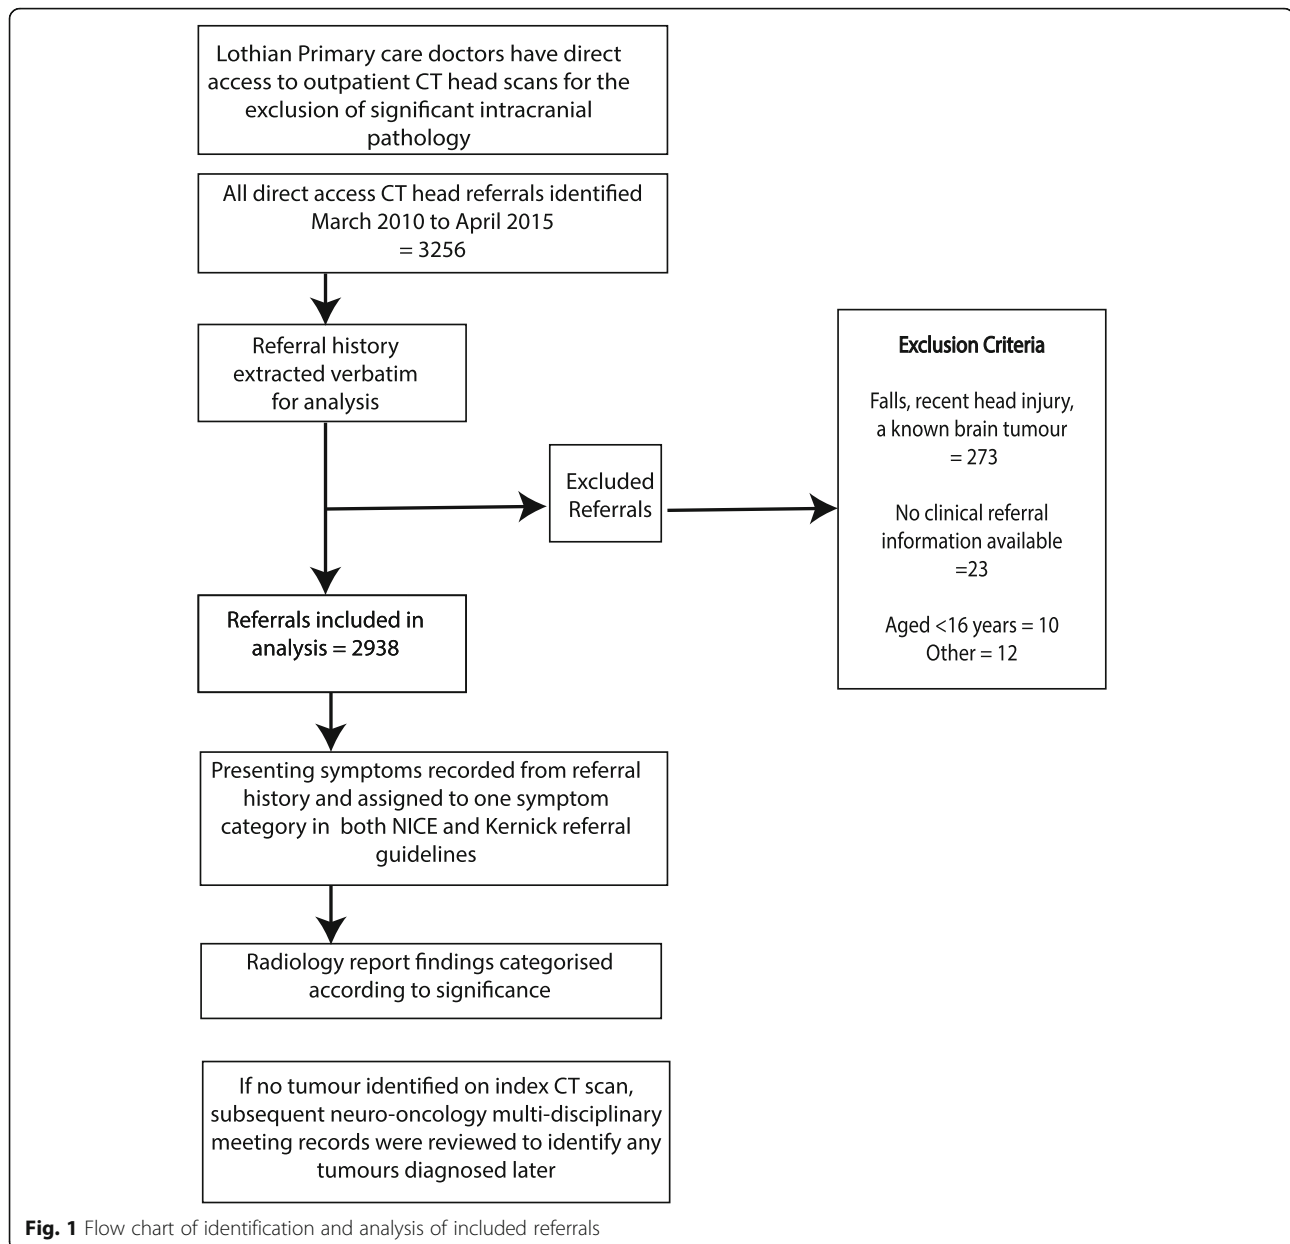 Lothian Primary care doctors have direct
access to outpatient CT head scans for the
exclusion of significant intracranial
pathology
All direct access CT head referrals identified
March 2010 to April 2015
= 3256
Referral history
extracted verbatim
for analysis
Excluded
Referrals
Exclusion Criteria
Falls, recent head injury,
a known brain tumour
= 273
No clinical referral
information available
=23
Aged <16 years = 10
Other = 12
Referrals included in
analysis = 2938
Presenting symptoms recorded from referral
history and assigned to one symptom
category in both NICE and Kernick referral
guidelines
Radiology report findings categorised
according to significance
If no tumour identified on index CT scan,
subsequent neuro-oncology multi-disciplinary
meeting records were reviewed to identify any
tumours diagnosed later
Fig. 1 Flow chart of identification and analysis of included referrals